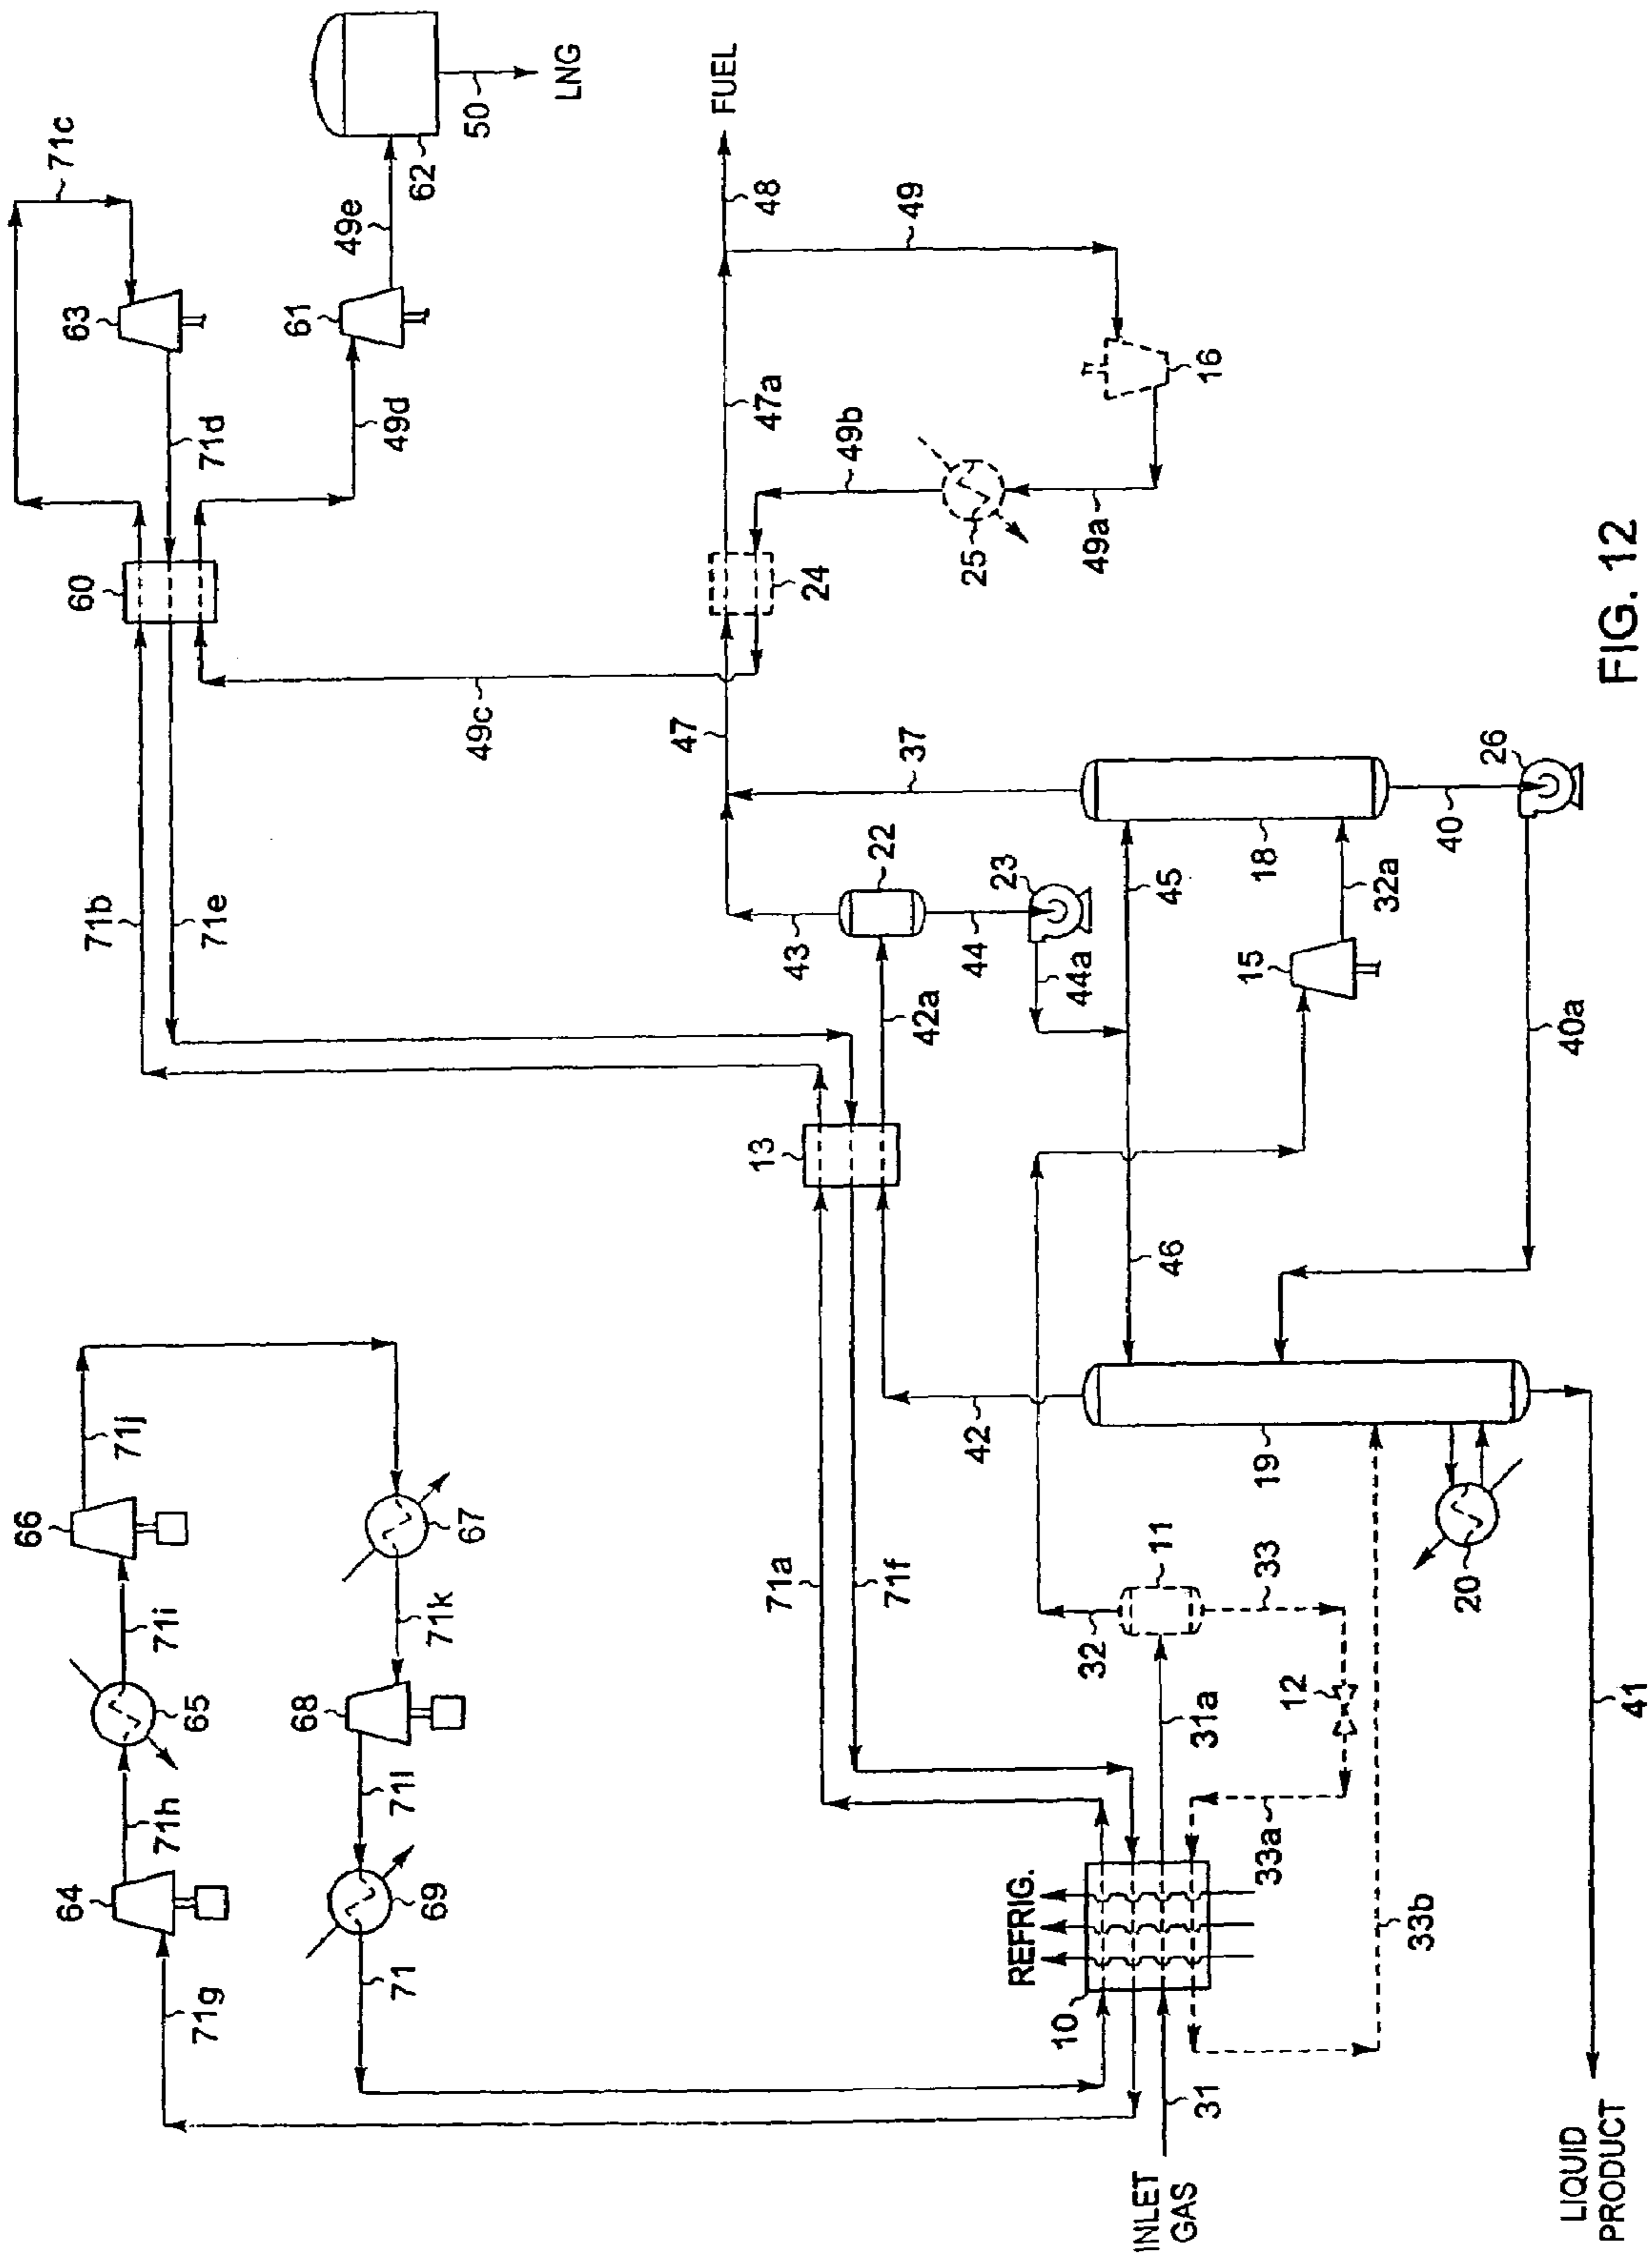 71c
63
71d
60
61
49e
62
50
LNG
49d
71b
71e
49c
FUEL
48
47a
49
49b
24
25
49a
16
47
37
43
22
44
23
44a
42a
45
18
32a
15
40
26
40a
13
46
42
19
20
66
71j
71i
65
67
71k
68
71h
71l
64
69
71g
71
71a
71f
32
11
33
31a
12
33a
33b
REFRIG.
10
31
INLET
GAS
41
LIQUID
PRODUCT
FIG. 12